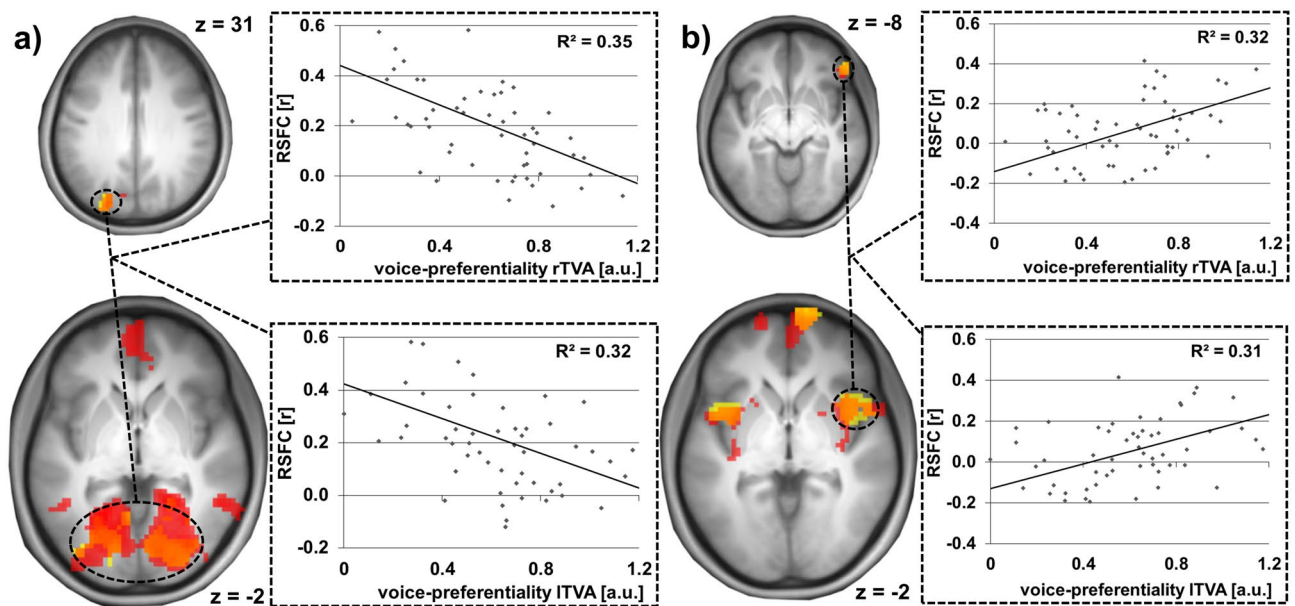 a)
z = 31
R² = 0.35
RSFC [r]
0.6
0.4
0.2
0.0
-0.2
0 0.4 0.8 1.2
voice-preferentiality rTVA [a.u.]
z = -2
R² = 0.32
RSFC [r]
0.6
0.4
0.2
0.0
-0.2
0 0.4 0.8 1.2
voice-preferentiality lTVA [a.u.]
b)
z = -8
R² = 0.32
RSFC [r]
0.6
0.4
0.2
0.0
-0.2
-0.4
0 0.4 0.8 1.2
voice-preferentiality rTVA [a.u.]
z = -2
R² = 0.31
RSFC [r]
0.6
0.4
0.2
0.0
-0.2
-0.4
0 0.4 0.8 1.2
voice-preferentiality lTVA [a.u.]